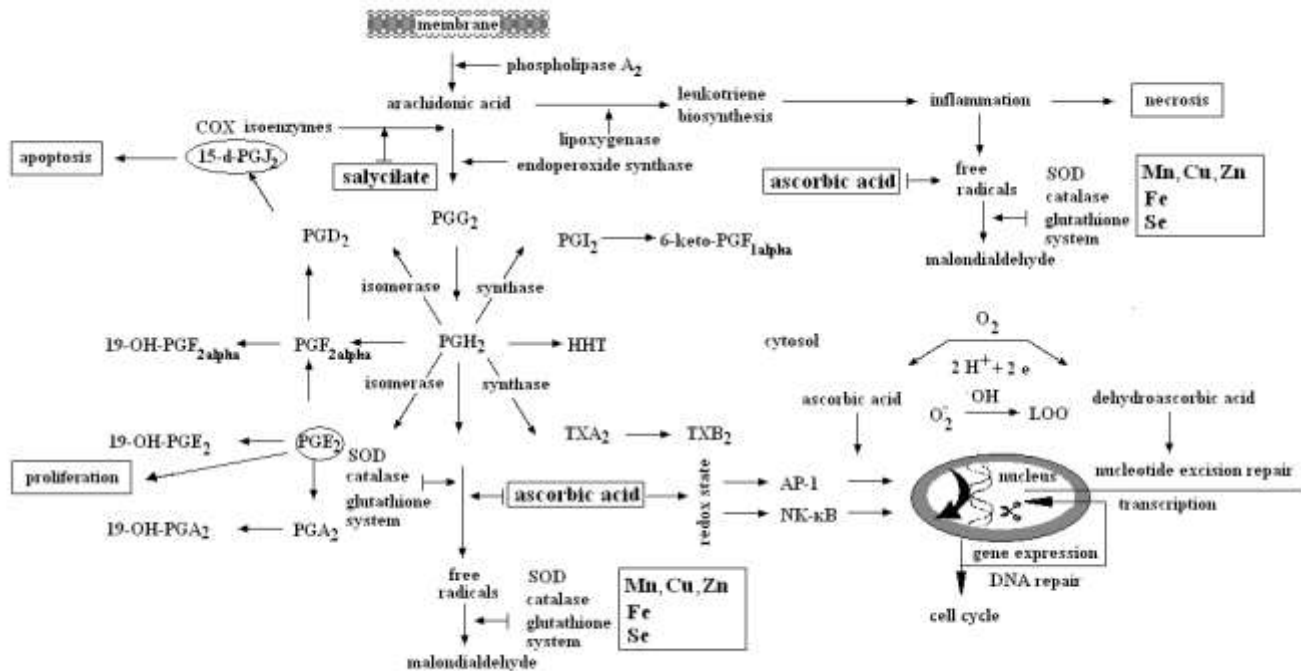 membrane
phospholipase A2
arachidonic acid
leukotriene
biosynthesis
inflammation
necrosis
COX isoenzymes
lipoxygenase
15-d-PGJ2
apoptosis
endoperoxide synthase
salycilate
ascorbic acid
free
radicals
SOD
catalase
glutathione
system
Mn, Cu, Zn
Fe
Se
malondialdehyde
PGG2
PGD2
PGI2
6-keto-PGF1alpha
isomerase
synthase
19-OH-PGF2alpha
PGF2alpha
PGH2
HHT
isomerase
synthase
cytosol
O2
2 H+ + 2 e
ascorbic acid
O2-
OH
LOO
dehydroascorbic acid
TXA2
TXB2
19-OH-PGE2
PGE2
proliferation
SOD
catalase
glutathione
system
ascorbic acid
redox state
AP-1
NK-κB
nucleus
nucleotide excision repair
transcription
19-OH-PGA2
PGA2
gene expression
DNA repair
cell cycle
free
radicals
SOD
catalase
glutathione
system
Mn, Cu, Zn
Fe
Se
malondialdehyde